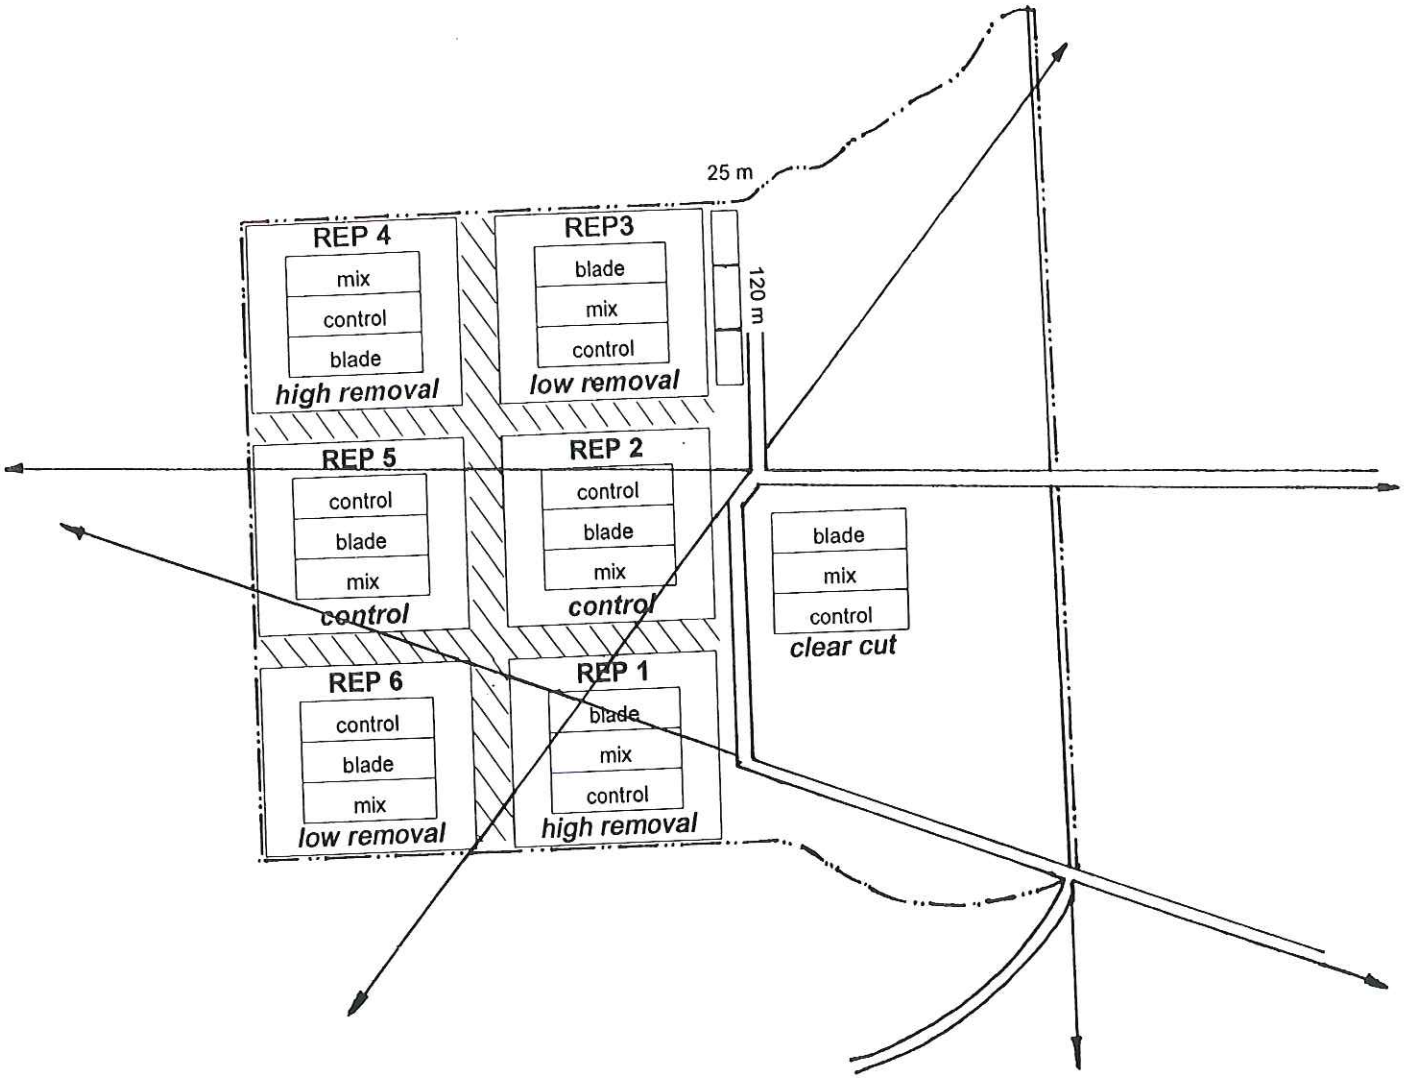 25 m
120 m
REP 4
mix
control
blade
high removal
REP3
blade
mix
control
low removal
REP 5
control
blade
mix
control
REP 2
control
blade
mix
control
blade
mix
control
clear cut
REP 6
control
blade
mix
low removal
REP 1
blade
mix
control
high removal